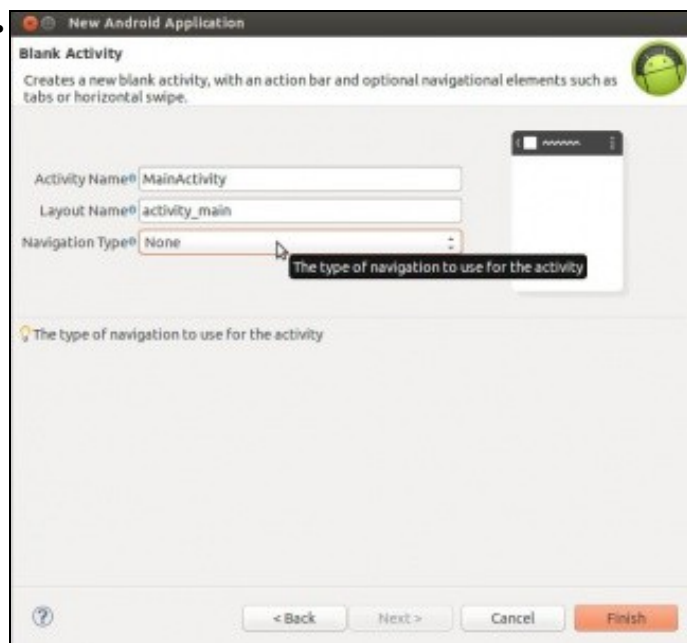 New Android Application
Blank Activity
Creates a new blank activity, with an action bar and optional navigational elements such as
tabs or horizontal swipe.
Activity Name MainActivity
Layout Name activity_main
Navigation Type None
The type of navigation to use for the activity
The type of navigation to use for the activity
< Back Next > Cancel Finish